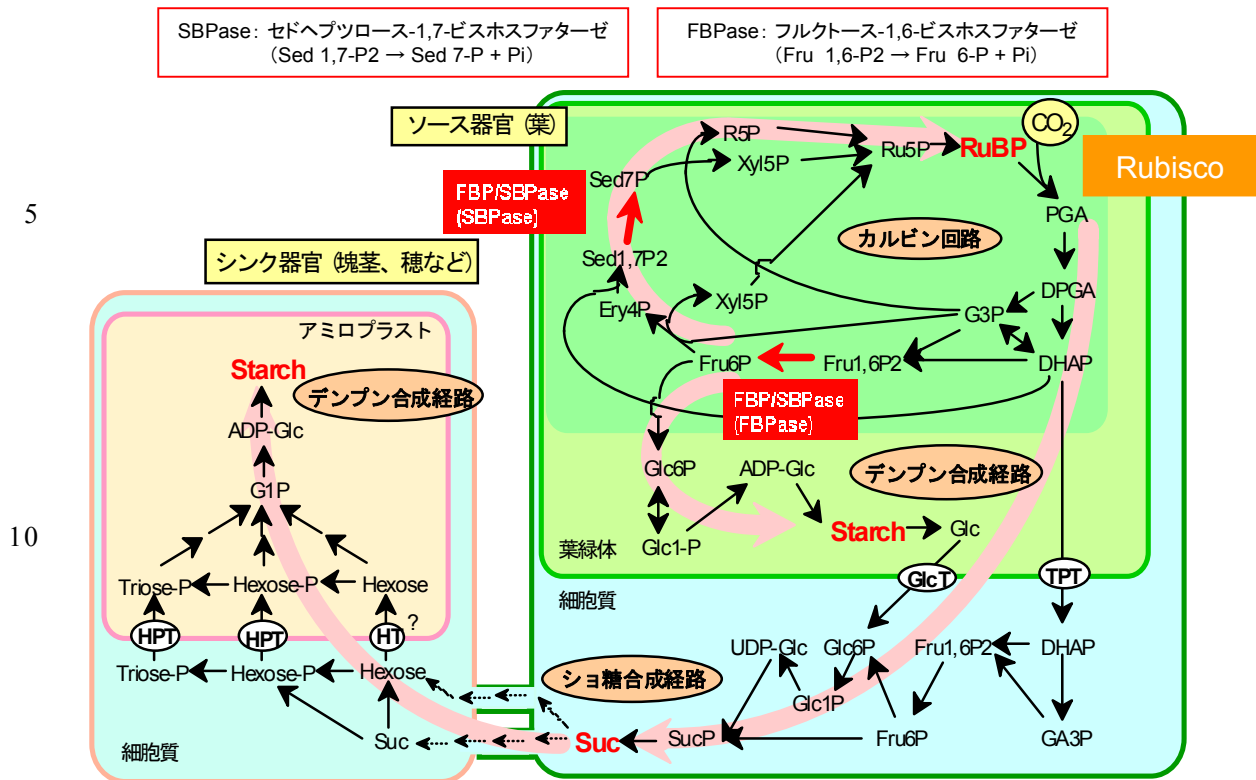 SBPase: セドヘプツロース-1,7-ビスホスファターゼ
(Sed 1,7-P2 → Sed 7-P + Pi)
FBPase: フルクトース-1,6-ビスホスファターゼ
(Fru 1,6-P2 → Fru 6-P + Pi)
ソース器官 (葉)
CO2
R5P
Ru5P
RuBP
Xyl5P
Rubisco
Sed7P
FBP/SBPase
(SBPase)
5
PGA
カルビン回路
シンク器官 (塊茎、穂など)
Sed1,7P2
DPGA
Xyl5P
Ery4P
G3P
アミロプラスト
Fru6P
Fru1,6P2
DHAP
Starch
デンプン合成経路
FBP/SBPase
(FBPase)
ADP-Glc
Glc6P
ADP-Glc
デンプン合成経路
G1P
10
Starch
Glc
Glc1-P
葉緑体
Triose-P
Hexose-P
Hexose
GlcT
TPT
細胞質
HPT
HPT
HT
?
UDP-Glc
Glc6P
Fru1,6P2
DHAP
Triose-P
Hexose-P
Hexose
ショ糖合成経路
Glc1P
細胞質
Suc
Suc
SucP
Fru6P
GA3P